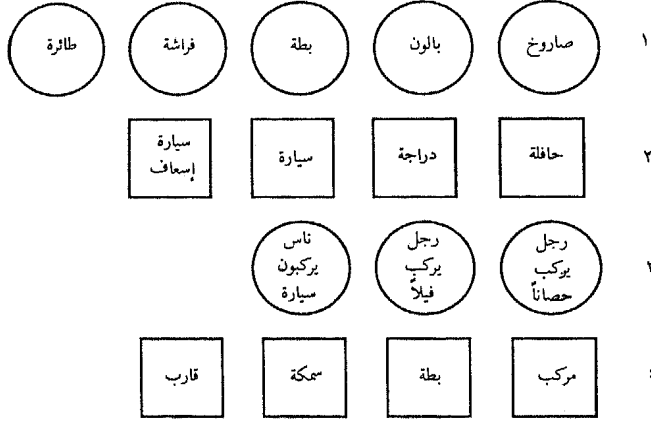 ١ صاروخ بالون بطة فراشة طائرة
٢ حافلة دراجة سيارة سيارة إسعاف
٣ رجل يركب حصاناً رجل يركب فيلاً ناس يركبون سيارة
٤ مركب بطة سمكة قارب